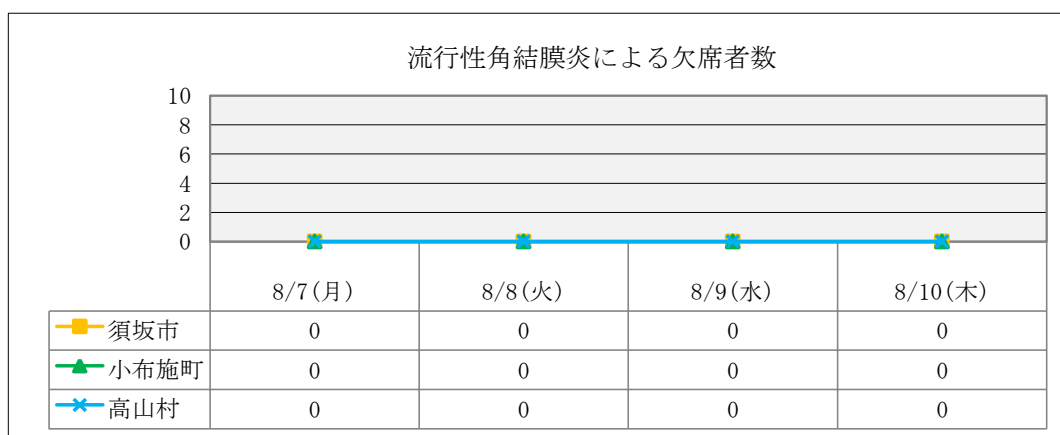 流行性角結膜炎による欠席者数
10
8
6
4
2
0
8/7(月) 8/8(火) 8/9(水) 8/10(木)
須坂市 0 0 0 0
小布施町 0 0 0 0
高山村 0 0 0 0